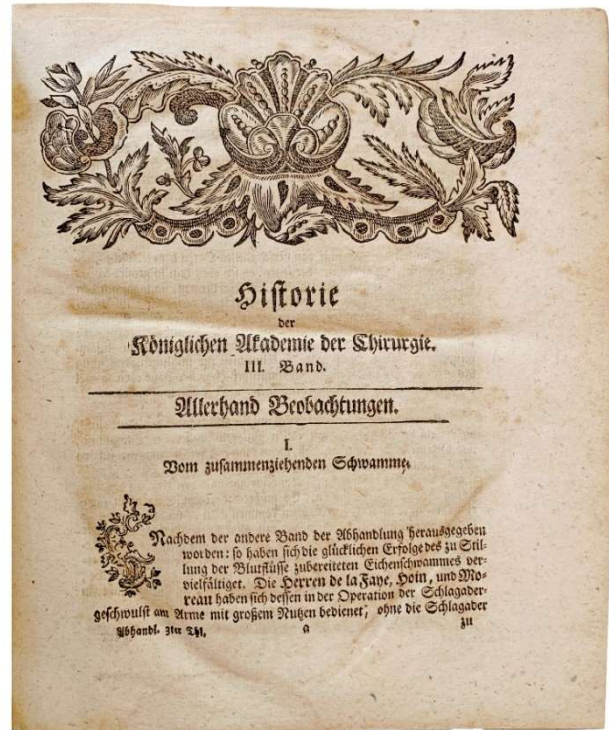 Historie
der
Königlichen Akademie der Chirurgie.
III. Band.
Allerhand Beobachtungen.
I.
Vom zusammenziehenden Schwamme.
Nachdem der andere Band der Abhandlung herausgegeben
worden: so haben sich die glücklichen Erfolge des zu Stil-
lung der Blutflüsse zubereiteten Eichenschwammes ver-
vielfältiget. Die Herren de la Faye, Hoin, und Mo-
reau haben sich dessen in der Operation der Schlagader-
geschwulst am Arme mit großem Nutzen bedienet, ohne die Schlagader
Abhandl. 3ter Thl. a zu